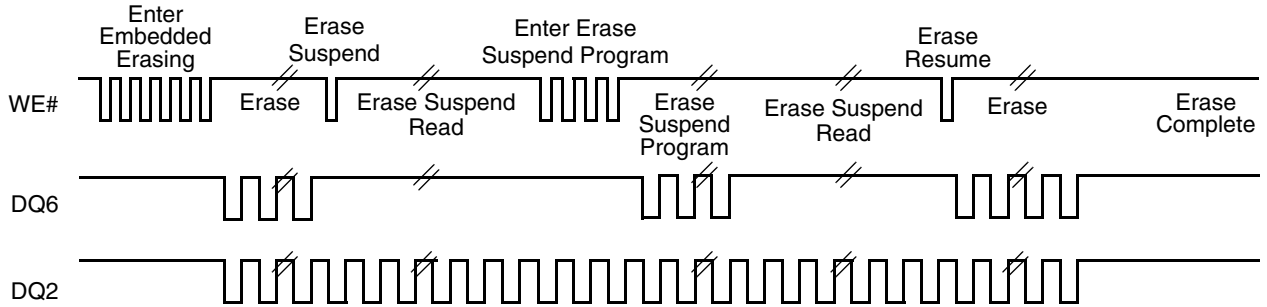 Enter
Embedded
Erasing
Erase
Suspend
Enter Erase
Suspend Program
Erase
Resume
WE#
Erase
Erase Suspend
Read
Erase
Suspend
Program
Erase Suspend
Read
Erase
Erase
Complete
DQ6
DQ2